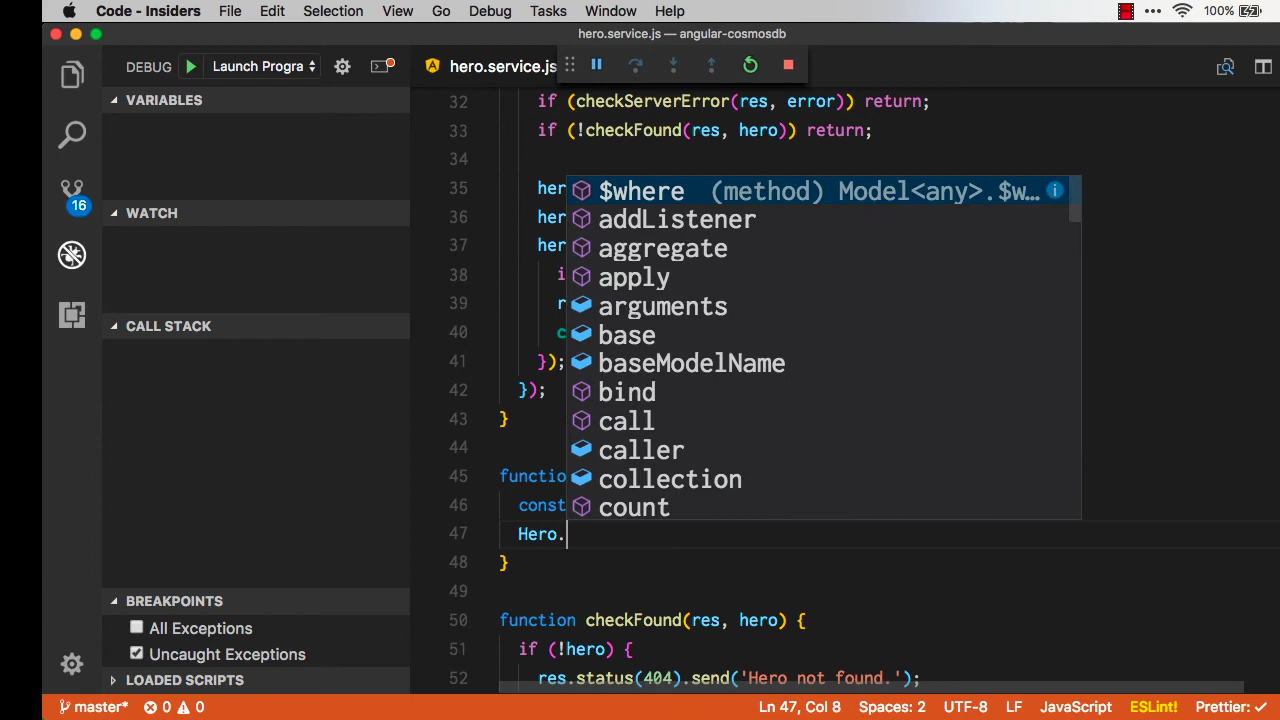 Code - Insiders File Edit Selection View Go Debug Tasks Window Help 100%
hero.service.js — angular-cosmosdb
DEBUG Launch Progra hero.service.js
VARIABLES
WATCH
CALL STACK
BREAKPOINTS
All Exceptions
Uncaught Exceptions
LOADED SCRIPTS
16
32 if (checkServerError(res, error)) return;
33 if (!checkFound(res, hero)) return;
34
35 her
36 her
37 her
38 i
39 r
40 c
41 });
42 });
43 }
44
45 functio
46 const
47 Hero.
48 }
49
50 function checkFound(res, hero) {
51 if (!hero) {
52 res.status(404).send('Hero not found.');
$where (method) Model<any>.$w…
addListener
aggregate
apply
arguments
base
baseModelName
bind
call
caller
collection
count
master* 0 0 Ln 47, Col 8 Spaces: 2 UTF-8 LF JavaScript ESLint! Prettier: ✓